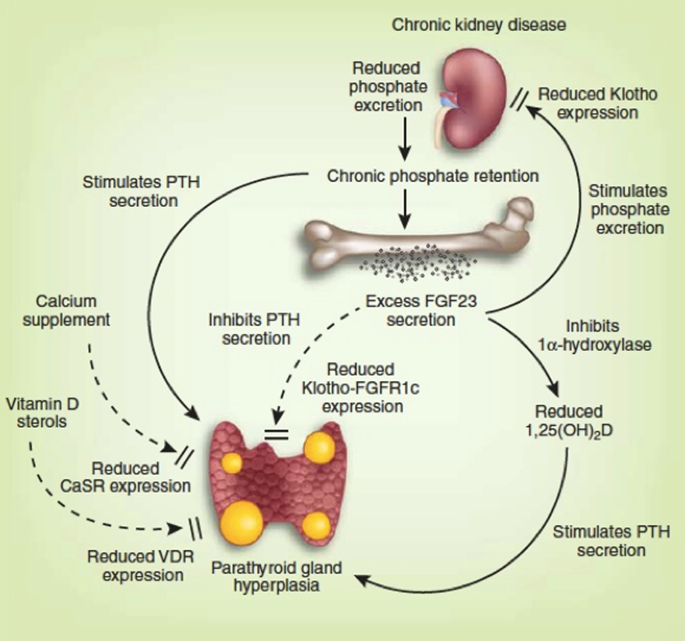 Chronic kidney disease
Reduced
phosphate
excretion
Reduced Klotho
expression
Chronic phosphate retention
Stimulates PTH
secretion
Stimulates
phosphate
excretion
Calcium
supplement
Inhibits PTH
secretion
Excess FGF23
secretion
Inhibits
1α-hydroxylase
Reduced
Klotho-FGFR1c
expression
Vitamin D
sterols
Reduced
1,25(OH)₂D
Reduced
CaSR expression
Stimulates PTH
secretion
Reduced VDR
expression
Parathyroid gland
hyperplasia